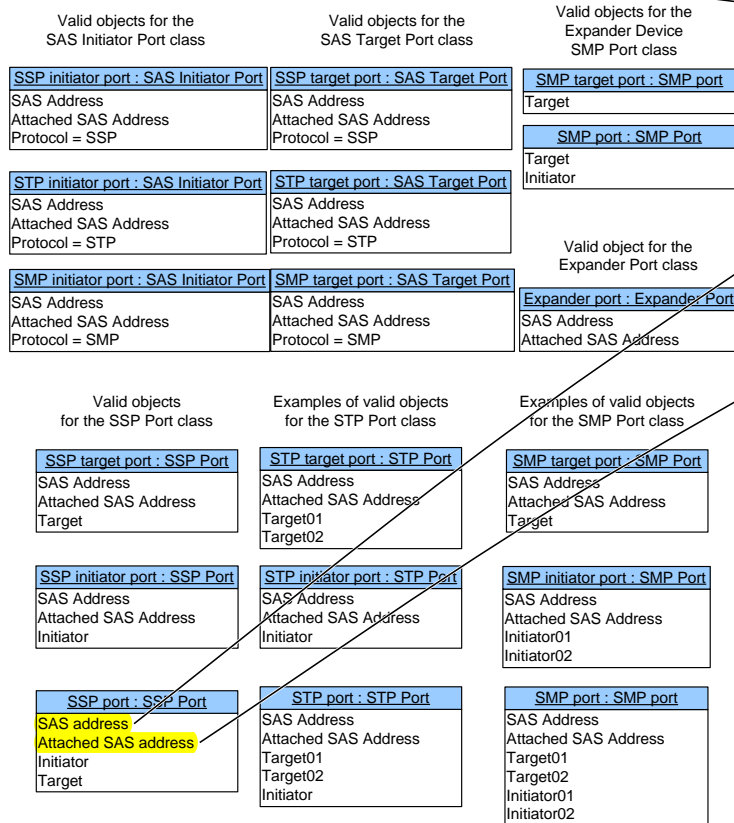 Valid objects for the
SAS Initiator Port class
Valid objects for the
SAS Target Port class
Valid objects for the
Expander Device
SMP Port class
SSP initiator port : SAS Initiator Port
SAS Address
Attached SAS Address
Protocol = SSP
SSP target port : SAS Target Port
SAS Address
Attached SAS Address
Protocol = SSP
SMP target port : SMP port
Target
SMP port : SMP Port
Target
Initiator
STP initiator port : SAS Initiator Port
SAS Address
Attached SAS Address
Protocol = STP
STP target port : SAS Target Port
SAS Address
Attached SAS Address
Protocol = STP
Valid object for the
Expander Port class
SMP initiator port : SAS Initiator Port
SAS Address
Attached SAS Address
Protocol = SMP
SMP target port : SAS Target Port
SAS Address
Attached SAS Address
Protocol = SMP
Expander port : Expander Port
SAS Address
Attached SAS Address
Valid objects
for the SSP Port class
Examples of valid objects
for the STP Port class
Examples of valid objects
for the SMP Port class
SSP target port : SSP Port
SAS Address
Attached SAS Address
Target
STP target port : STP Port
SAS Address
Attached SAS Address
Target01
Target02
SMP target port : SMP Port
SAS Address
Attached SAS Address
Target
SSP initiator port : SSP Port
SAS Address
Attached SAS Address
Initiator
STP initiator port : STP Port
SAS Address
Attached SAS Address
Initiator
SMP initiator port : SMP Port
SAS Address
Attached SAS Address
Initiator01
Initiator02
SSP port : SSP Port
SAS address
Attached SAS address
Initiator
Target
STP port : STP Port
SAS Address
Attached SAS Address
Target01
Target02
Initiator
SMP port : SMP port
SAS Address
Attached SAS Address
Target01
Target02
Initiator01
Initiator02